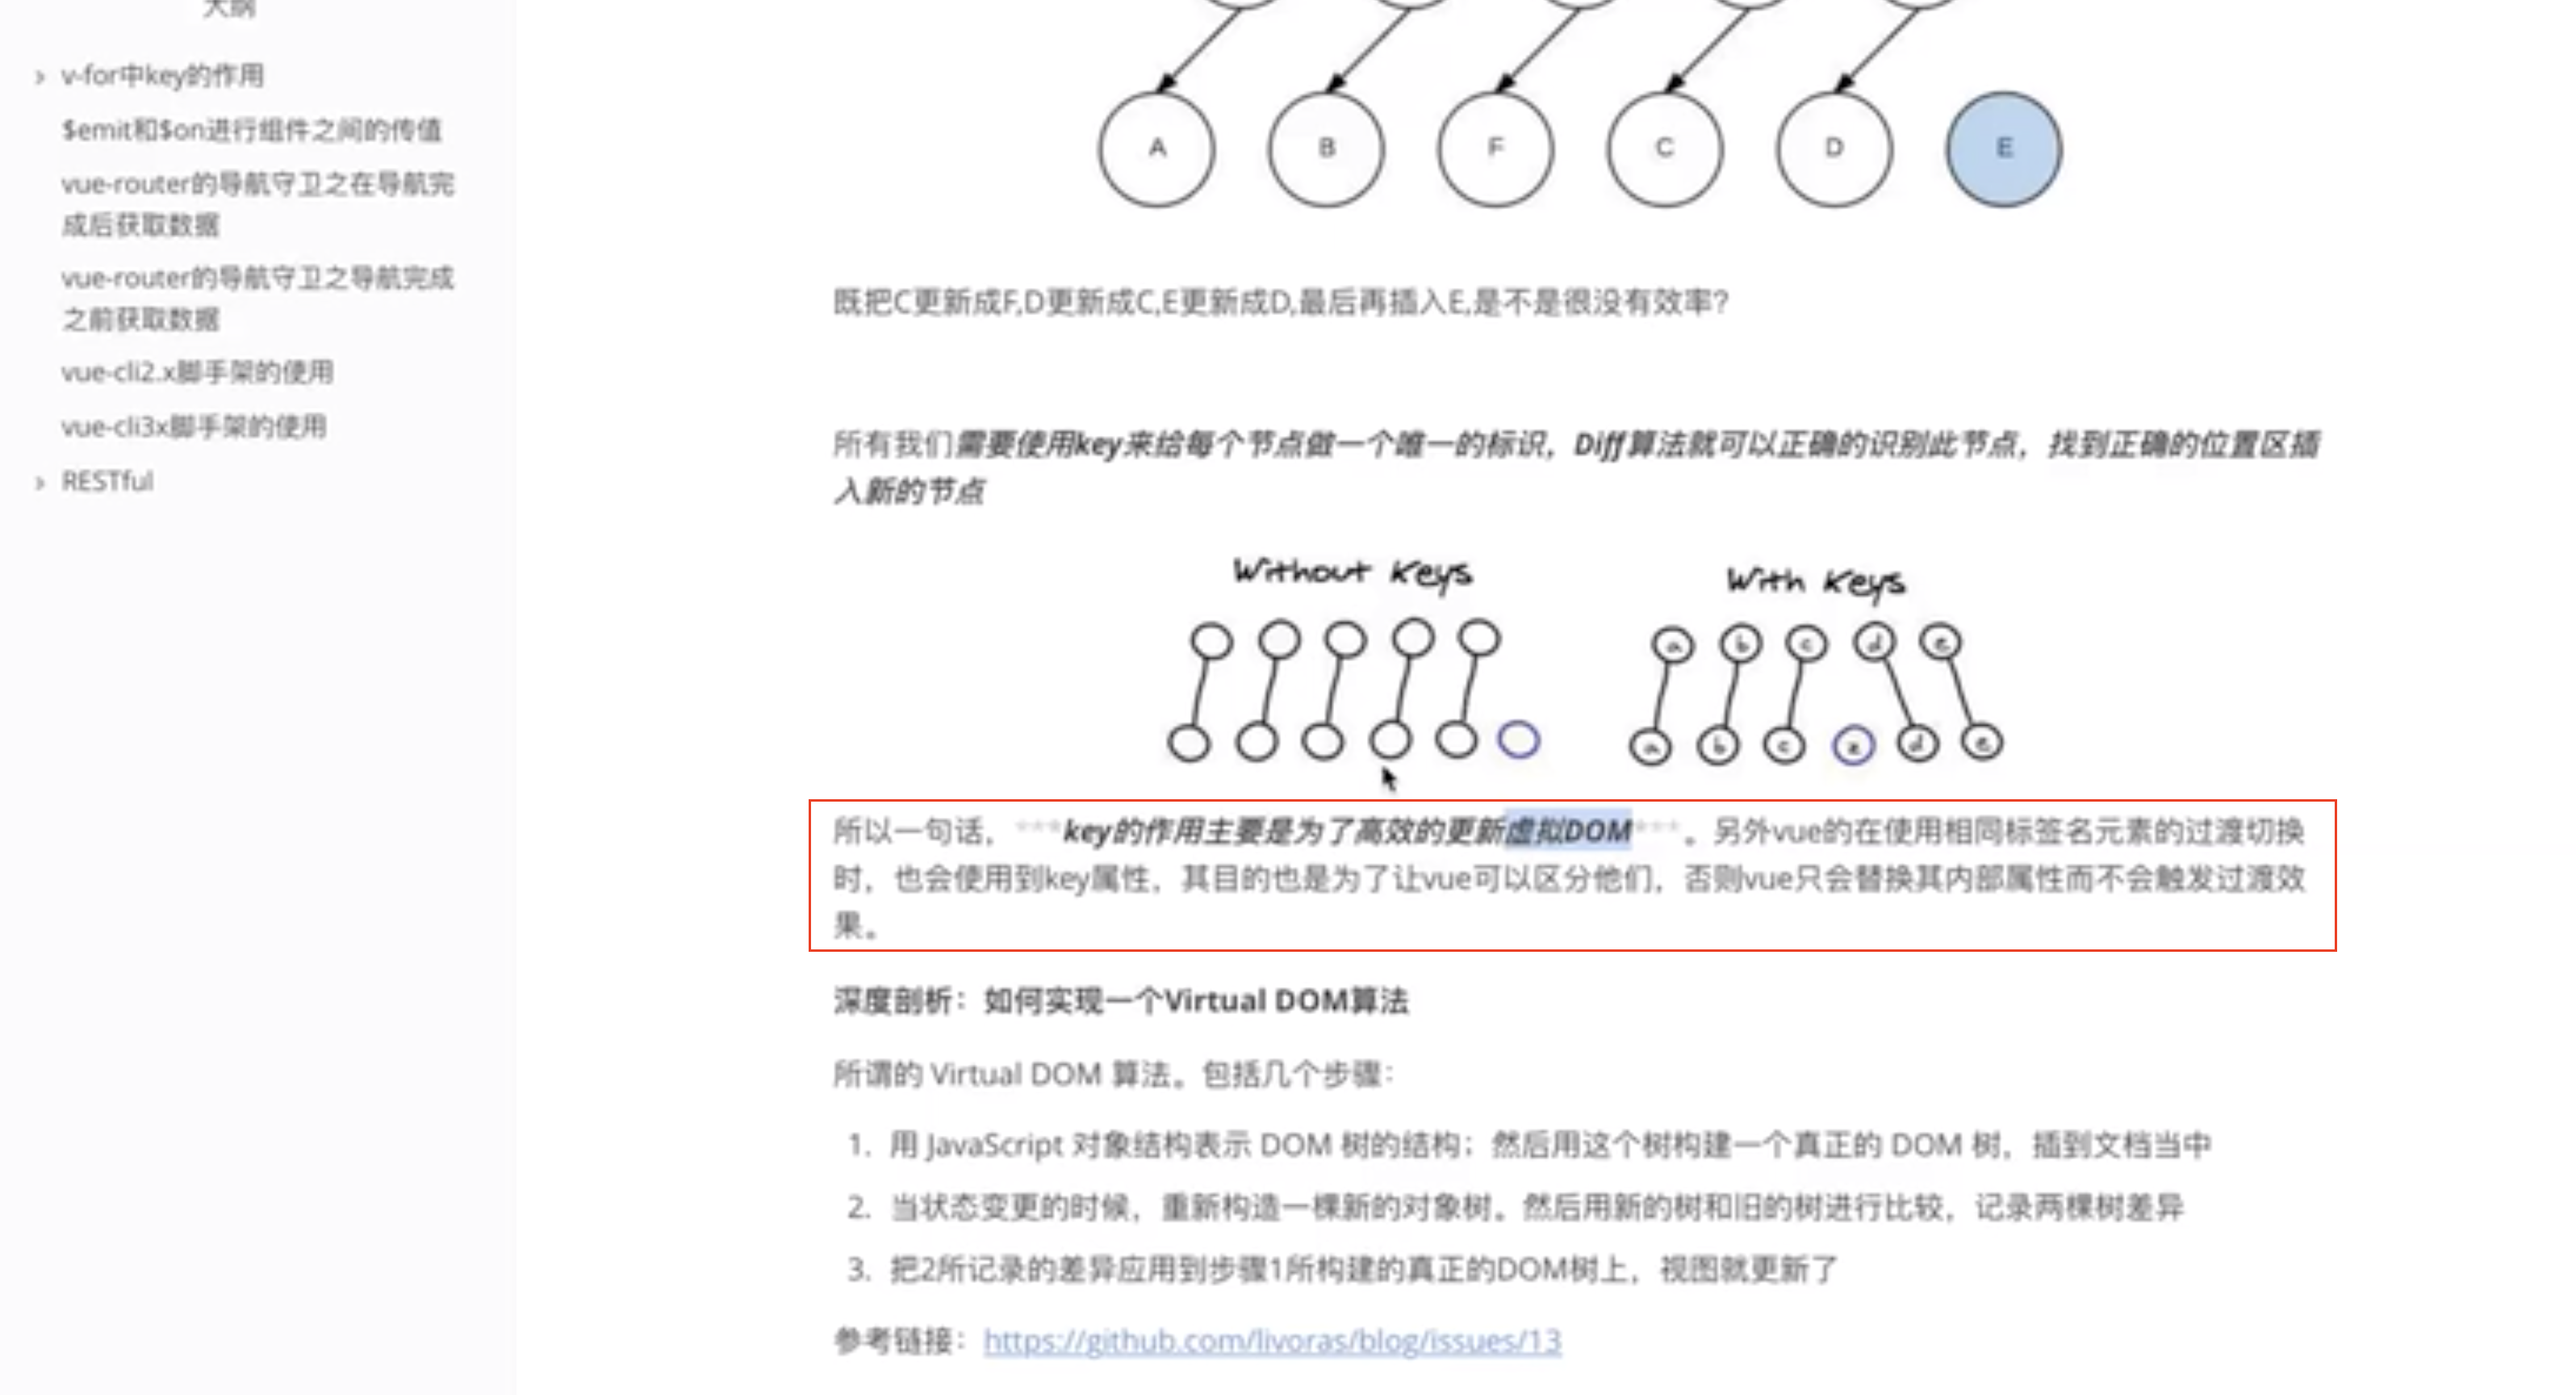 大纲
v-for中key的作用
$emit和$on进行组件之间的传值
vue-router的导航守卫之在导航完
成后获取数据
vue-router的导航守卫之导航完成
之前获取数据
vue-cli2.x脚手架的使用
vue-cli3x脚手架的使用
RESTful
A B F C D E
既把C更新成F,D更新成C,E更新成D,最后再插入E,是不是很没有效率?
所有我们需要使用key来给每个节点做一个唯一的标识，Diff算法就可以正确的识别此节点，找到正确的位置区插
入新的节点
Without Keys
With Keys
a b c d e
a b c z d e
所以一句话，***key的作用主要是为了高效的更新虚拟DOM***。另外vue的在使用相同标签名元素的过渡切换
时，也会使用到key属性，其目的也是为了让vue可以区分他们，否则vue只会替换其内部属性而不会触发过渡效
果。
深度剖析：如何实现一个Virtual DOM算法
所谓的 Virtual DOM 算法。包括几个步骤：
1. 用 JavaScript 对象结构表示 DOM 树的结构；然后用这个树构建一个真正的 DOM 树，插到文档当中
2. 当状态变更的时候，重新构造一棵新的对象树。然后用新的树和旧的树进行比较，记录两棵树差异
3. 把2所记录的差异应用到步骤1所构建的真正的DOM树上，视图就更新了
参考链接：https://github.com/livoras/blog/issues/13